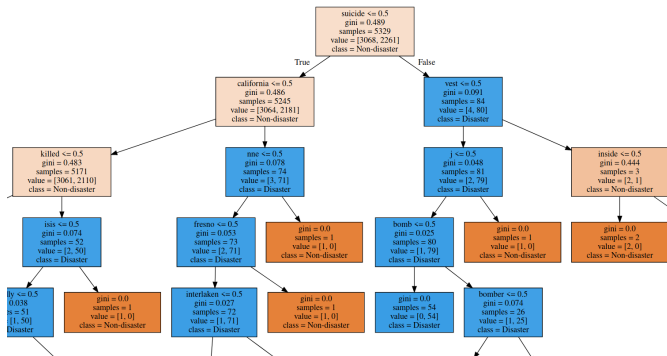 suicide <= 0.5
gini = 0.489
samples = 5329
value = [3068, 2261]
class = Non-disaster
True
False
california <= 0.5
gini = 0.486
samples = 5245
value = [3064, 2181]
class = Non-disaster
vest <= 0.5
gini = 0.091
samples = 84
value = [4, 80]
class = Disaster
killed <= 0.5
gini = 0.483
samples = 5171
value = [3061, 2110]
class = Non-disaster
nne <= 0.5
gini = 0.078
samples = 74
value = [3, 71]
class = Disaster
j <= 0.5
gini = 0.048
samples = 81
value = [2, 79]
class = Disaster
inside <= 0.5
gini = 0.444
samples = 3
value = [2, 1]
class = Non-disaster
isis <= 0.5
gini = 0.074
samples = 52
value = [2, 50]
class = Disaster
fresno <= 0.5
gini = 0.053
samples = 73
value = [2, 71]
class = Disaster
gini = 0.0
samples = 1
value = [1, 0]
class = Non-disaster
bomb <= 0.5
gini = 0.025
samples = 80
value = [1, 79]
class = Disaster
gini = 0.0
samples = 1
value = [1, 0]
class = Non-disaster
gini = 0.0
samples = 2
value = [2, 0]
class = Non-disaster
<= 0.5
0.038
= 51
[1, 50]
Disaster
gini = 0.0
samples = 1
value = [1, 0]
class = Non-disaster
interlaken <= 0.5
gini = 0.027
samples = 72
value = [1, 71]
class = Disaster
gini = 0.0
samples = 1
value = [1, 0]
class = Non-disaster
gini = 0.0
samples = 54
value = [0, 54]
class = Disaster
bomber <= 0.5
gini = 0.074
samples = 26
value = [1, 25]
class = Disaster